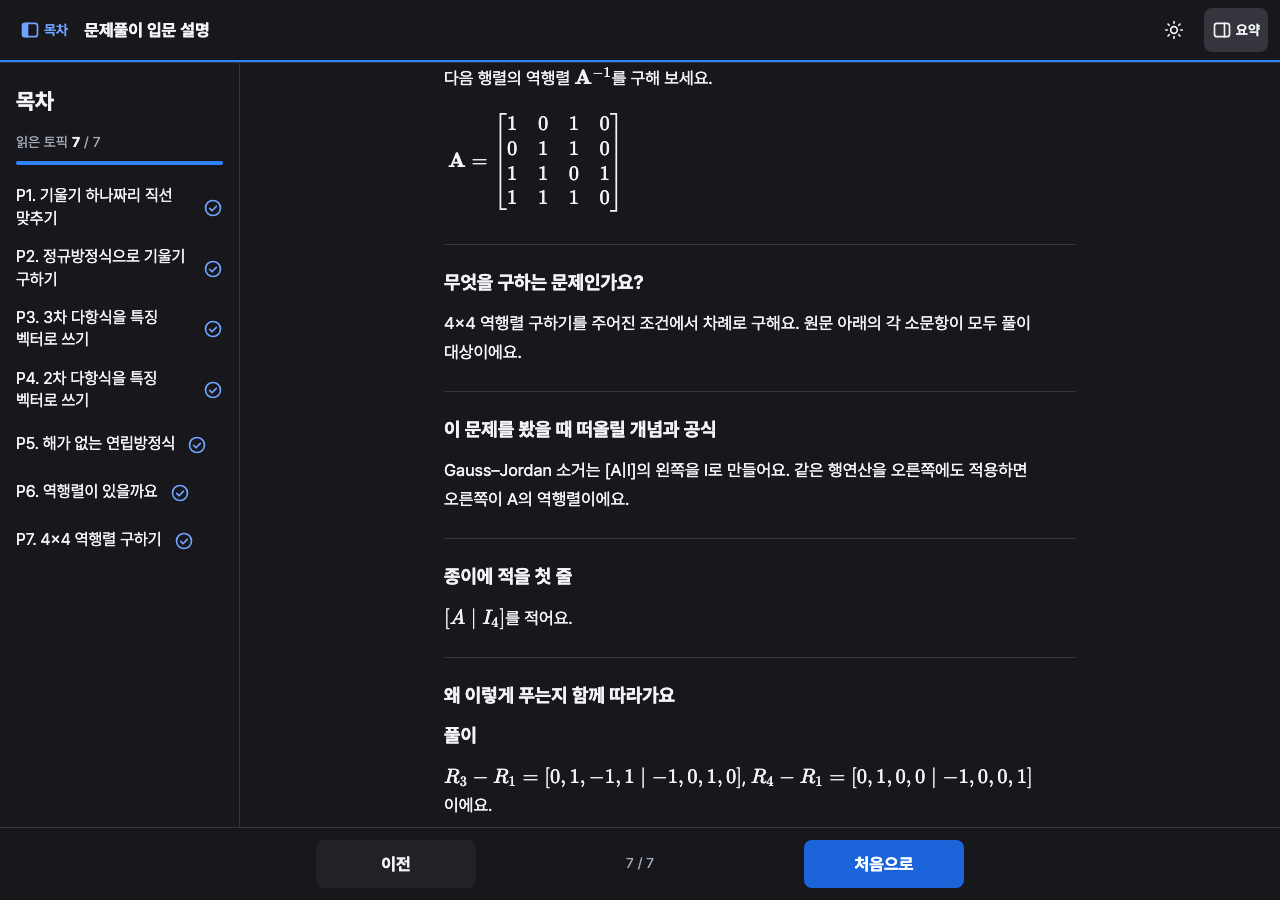 목차 문제풀이 입문 설명 요약
목차
읽은 토픽 7 / 7
P1. 기울기 하나짜리 직선
맞추기
P2. 정규방정식으로 기울기
구하기
P3. 3차 다항식을 특징
벡터로 쓰기
P4. 2차 다항식을 특징
벡터로 쓰기
P5. 해가 없는 연립방정식
P6. 역행렬이 있을까요
P7. 4×4 역행렬 구하기
다음 행렬의 역행렬 A⁻¹를 구해 보세요.
A =
1 0 1 0
0 1 1 0
1 1 0 1
1 1 1 0
무엇을 구하는 문제인가요?
4×4 역행렬 구하기를 주어진 조건에서 차례로 구해요. 원문 아래의 각 소문항이 모두 풀이
대상이에요.
이 문제를 봤을 때 떠올릴 개념과 공식
Gauss–Jordan 소거는 [A|I]의 왼쪽을 I로 만들어요. 같은 행연산을 오른쪽에도 적용하면
오른쪽이 A의 역행렬이에요.
종이에 적을 첫 줄
[A | I₄]를 적어요.
왜 이렇게 푸는지 함께 따라가요
풀이
R₃ − R₁ = [0, 1, −1, 1 | −1, 0, 1, 0], R₄ − R₁ = [0, 1, 0, 0 | −1, 0, 0, 1]
이에요.
이전 7 / 7 처음으로